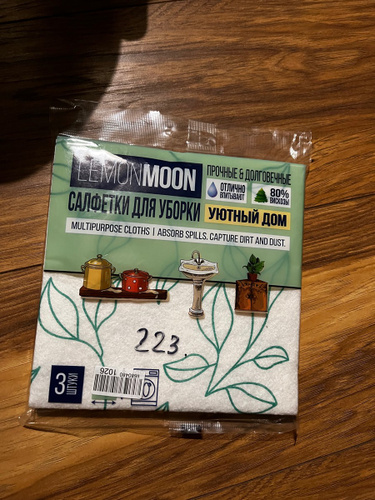 LEMONMOON
ПРОЧНЫЕ & ДОЛГОВЕЧНЫЕ
ОТЛИЧНО
ВПИТЫВАЮТ
80%
ВИСКОЗЫ
САЛФЕТКИ ДЛЯ УБОРКИ
УЮТНЫЙ ДОМ
MULTIPURPOSE CLOTHS | ABSORB SPILLS, CAPTURE DIRT AND DUST.
223.
3
ШТУКИ
1026